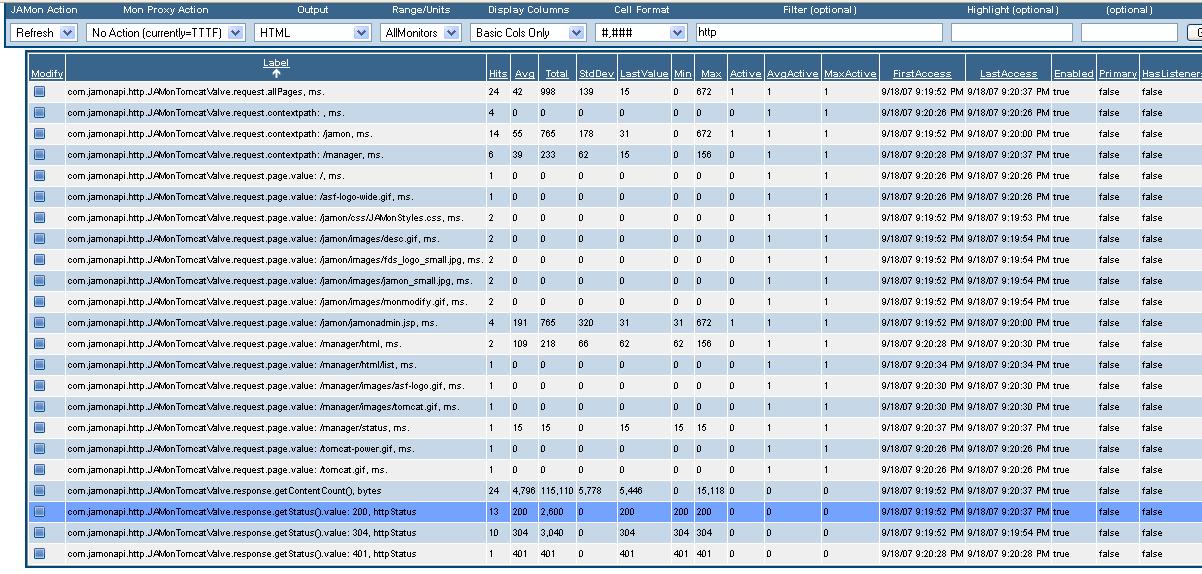 JAMon Action Mon Proxy Action Output Range/Units Display Columns Cell Format Filter (optional) Highlight (optional) (optional)
Refresh No Action (currently=TTTF) HTML AllMonitors Basic Cols Only #,### http G
Modify Label Hits Avg Total StdDev LastValue Min Max Active AvgActive MaxActive FirstAccess LastAccess Enabled Primary HasListeners
com.jamonapi.http.JAMonTomcatValve.request.allPages, ms. 24 42 998 139 15 0 672 1 1 1 9/18/07 9:19:52 PM 9/18/07 9:20:37 PM true false false
com.jamonapi.http.JAMonTomcatValve.request.contextpath: , ms. 4 0 0 0 0 0 0 0 1 1 9/18/07 9:20:26 PM 9/18/07 9:20:26 PM true false false
com.jamonapi.http.JAMonTomcatValve.request.contextpath: /jamon, ms. 14 55 765 178 31 0 672 1 1 1 9/18/07 9:19:52 PM 9/18/07 9:20:00 PM true false false
com.jamonapi.http.JAMonTomcatValve.request.contextpath: /manager, ms. 6 39 233 62 15 0 156 0 1 1 9/18/07 9:20:28 PM 9/18/07 9:20:37 PM true false false
com.jamonapi.http.JAMonTomcatValve.request.page.value: /, ms. 1 0 0 0 0 0 0 0 1 1 9/18/07 9:20:26 PM 9/18/07 9:20:26 PM true false false
com.jamonapi.http.JAMonTomcatValve.request.page.value: /asf-logo-wide.gif, ms. 1 0 0 0 0 0 0 0 1 1 9/18/07 9:20:26 PM 9/18/07 9:20:26 PM true false false
com.jamonapi.http.JAMonTomcatValve.request.page.value: /jamon/css/JAMonStyles.css, ms. 2 0 0 0 0 0 0 0 1 1 9/18/07 9:19:52 PM 9/18/07 9:19:53 PM true false false
com.jamonapi.http.JAMonTomcatValve.request.page.value: /jamon/images/desc.gif, ms. 2 0 0 0 0 0 0 0 1 1 9/18/07 9:19:52 PM 9/18/07 9:19:54 PM true false false
com.jamonapi.http.JAMonTomcatValve.request.page.value: /jamon/images/fds_logo_small.jpg, ms. 2 0 0 0 0 0 0 0 1 1 9/18/07 9:19:52 PM 9/18/07 9:19:54 PM true false false
com.jamonapi.http.JAMonTomcatValve.request.page.value: /jamon/images/jamon_small.jpg, ms. 2 0 0 0 0 0 0 0 1 1 9/18/07 9:19:52 PM 9/18/07 9:19:54 PM true false false
com.jamonapi.http.JAMonTomcatValve.request.page.value: /jamon/images/monmodify.gif, ms. 2 0 0 0 0 0 0 0 1 1 9/18/07 9:19:52 PM 9/18/07 9:19:54 PM true false false
com.jamonapi.http.JAMonTomcatValve.request.page.value: /jamon/jamonadmin.jsp, ms. 4 191 765 320 31 31 672 1 1 1 9/18/07 9:19:52 PM 9/18/07 9:20:00 PM true false false
com.jamonapi.http.JAMonTomcatValve.request.page.value: /manager/html, ms. 2 109 218 66 62 62 156 0 1 1 9/18/07 9:20:28 PM 9/18/07 9:20:30 PM true false false
com.jamonapi.http.JAMonTomcatValve.request.page.value: /manager/html/list, ms. 1 0 0 0 0 0 0 0 1 1 9/18/07 9:20:34 PM 9/18/07 9:20:34 PM true false false
com.jamonapi.http.JAMonTomcatValve.request.page.value: /manager/images/asf-logo.gif, ms. 1 0 0 0 0 0 0 0 1 1 9/18/07 9:20:30 PM 9/18/07 9:20:30 PM true false false
com.jamonapi.http.JAMonTomcatValve.request.page.value: /manager/images/tomcat.gif, ms. 1 0 0 0 0 0 0 0 1 1 9/18/07 9:20:30 PM 9/18/07 9:20:30 PM true false false
com.jamonapi.http.JAMonTomcatValve.request.page.value: /manager/status, ms. 1 15 15 0 15 15 15 0 1 1 9/18/07 9:20:37 PM 9/18/07 9:20:37 PM true false false
com.jamonapi.http.JAMonTomcatValve.request.page.value: /tomcat-power.gif, ms. 1 0 0 0 0 0 0 0 1 1 9/18/07 9:20:26 PM 9/18/07 9:20:26 PM true false false
com.jamonapi.http.JAMonTomcatValve.request.page.value: /tomcat.gif, ms. 1 0 0 0 0 0 0 0 1 1 9/18/07 9:20:26 PM 9/18/07 9:20:26 PM true false false
com.jamonapi.http.JAMonTomcatValve.response.getContentCount(), bytes 24 4,796 115,110 5,778 5,446 0 15,118 0 0 0 9/18/07 9:19:52 PM 9/18/07 9:20:37 PM true false false
com.jamonapi.http.JAMonTomcatValve.response.getStatus().value: 200, httpStatus 13 200 2,600 0 200 200 200 0 0 0 9/18/07 9:19:52 PM 9/18/07 9:20:37 PM true false false
com.jamonapi.http.JAMonTomcatValve.response.getStatus().value: 304, httpStatus 10 304 3,040 0 304 304 304 0 0 0 9/18/07 9:19:52 PM 9/18/07 9:19:54 PM true false false
com.jamonapi.http.JAMonTomcatValve.response.getStatus().value: 401, httpStatus 1 401 401 0 401 401 401 0 0 0 9/18/07 9:20:28 PM 9/18/07 9:20:28 PM true false false